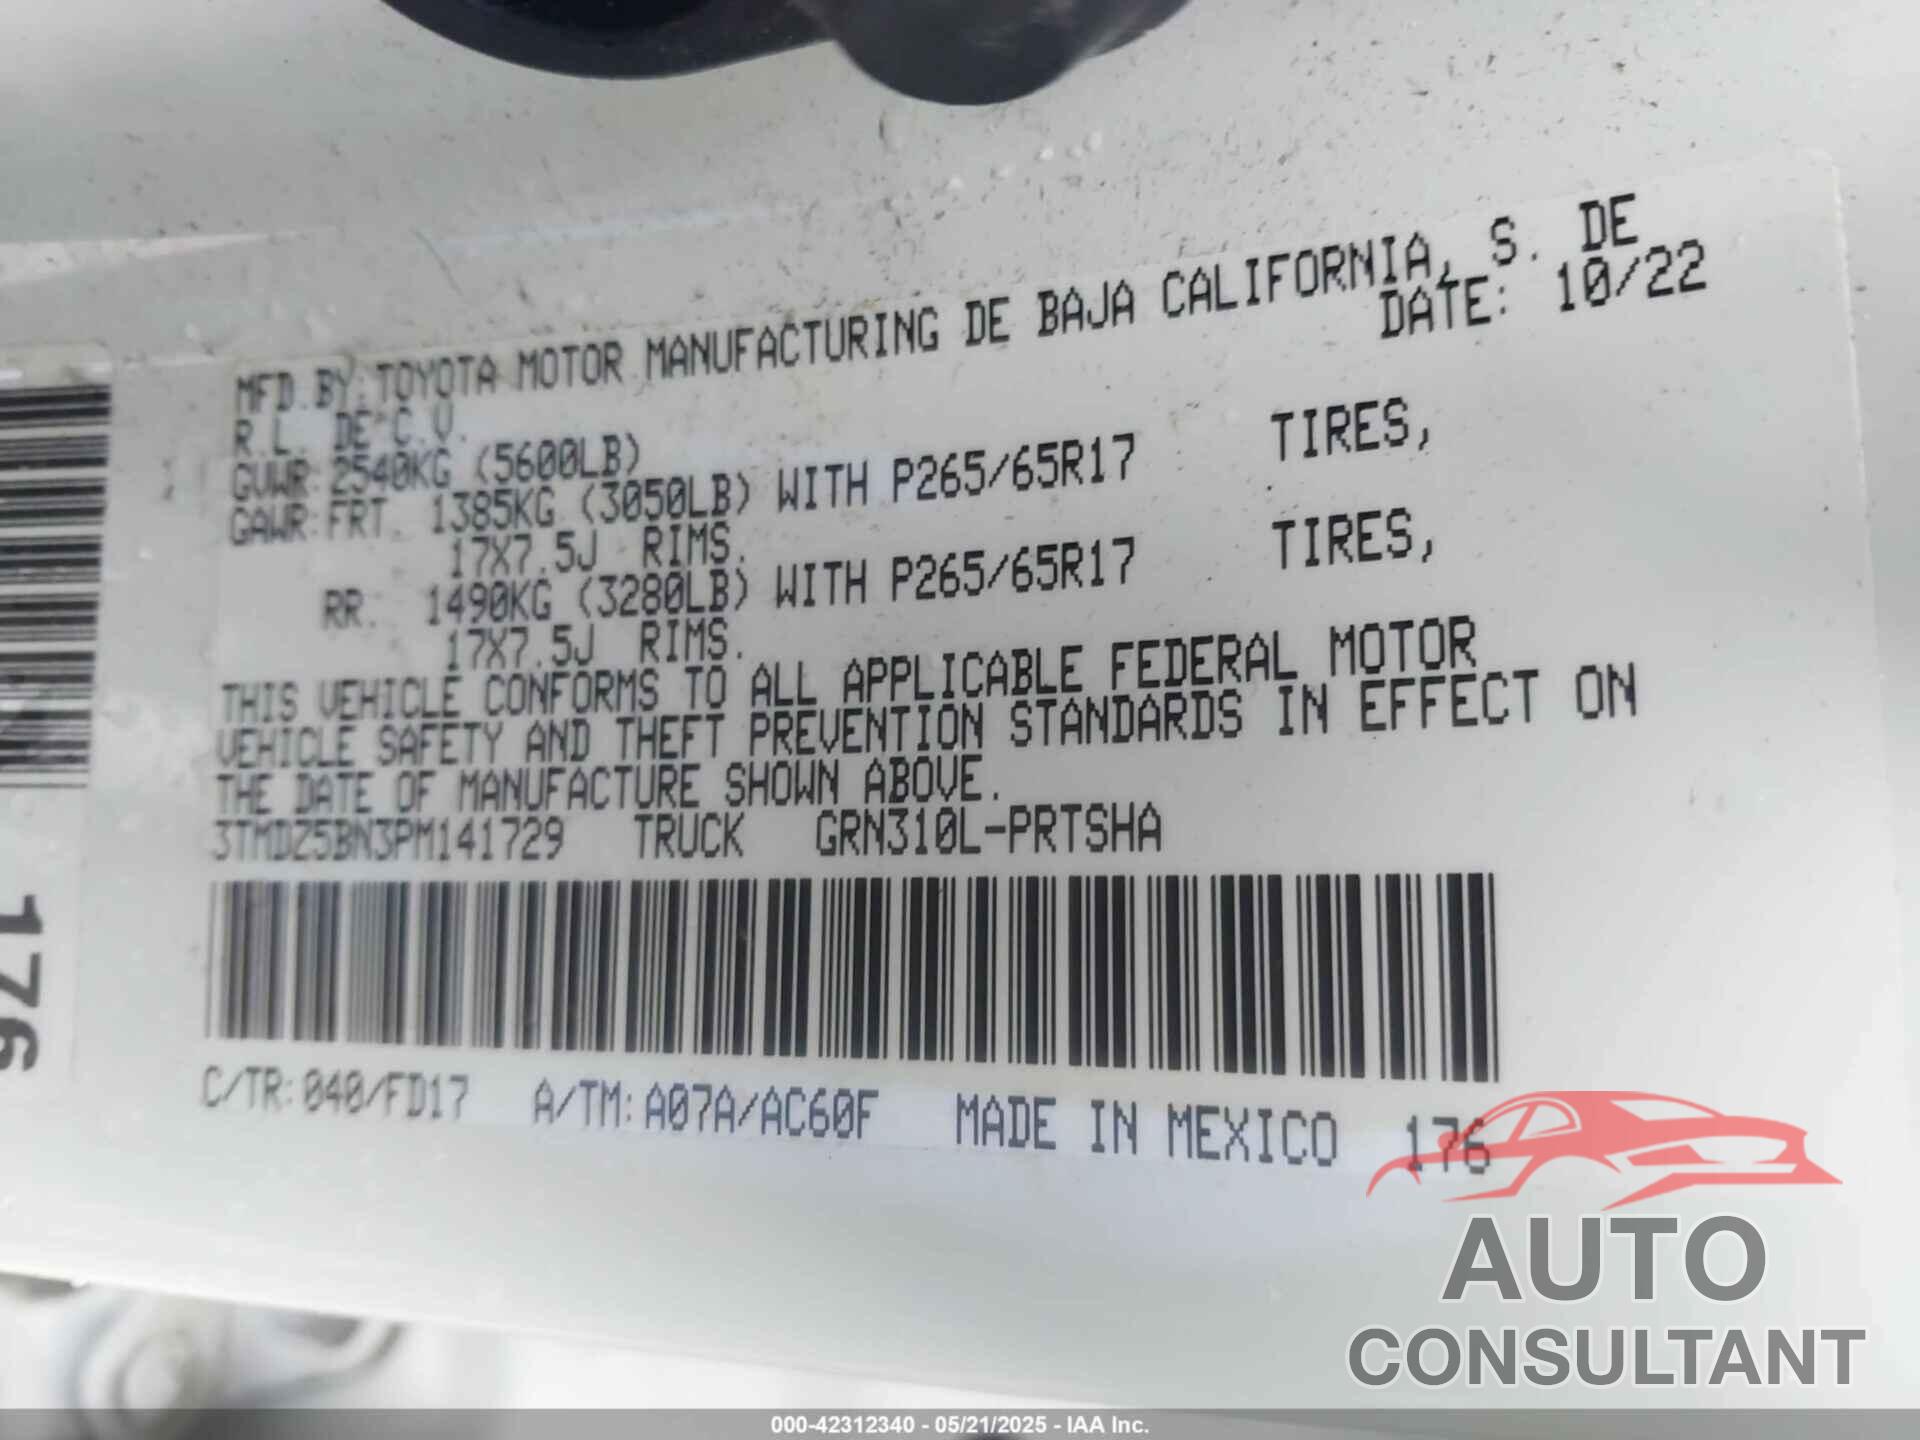 MFD. BY: TOYOTA MOTOR MANUFACTURING DE BAJA CALIFORNIA, S. DE
R.L. DE C.V. DATE: 10/22
GVWR: 2540KG (5600LB)
GAWR: FRT. 1385KG (3050LB) WITH P265/65R17 TIRES,
17X7.5J RIMS.
RR. 1490KG (3280LB) WITH P265/65R17 TIRES,
17X7.5J RIMS.
THIS VEHICLE CONFORMS TO ALL APPLICABLE FEDERAL MOTOR
VEHICLE SAFETY AND THEFT PREVENTION STANDARDS IN EFFECT ON
THE DATE OF MANUFACTURE SHOWN ABOVE.
3TMDZ5BN3PM141729 TRUCK GRN310L-PRTSHA
C/TR: 040/FD17 A/TM: A07A/AC60F MADE IN MEXICO 176
176
AUTO
CONSULTANT
000-42312340 - 05/21/2025 - IAA Inc.